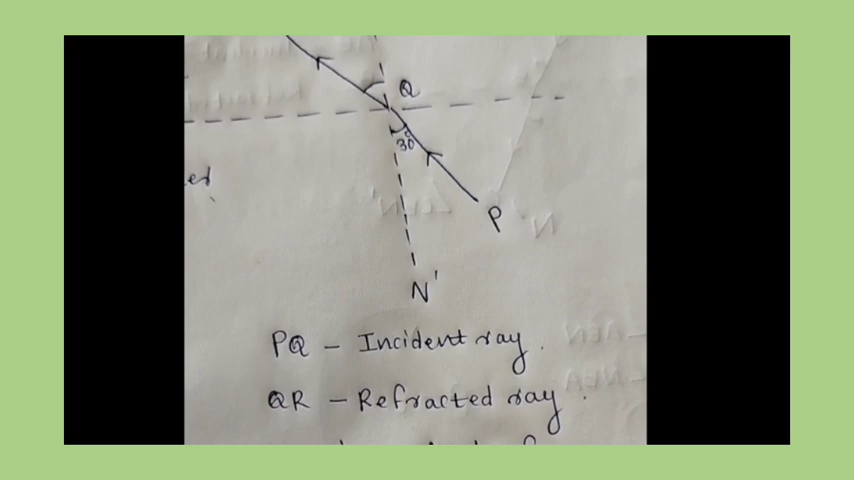 Q
30°
P
N'
PQ – Incident ray.
QR – Refracted ray.